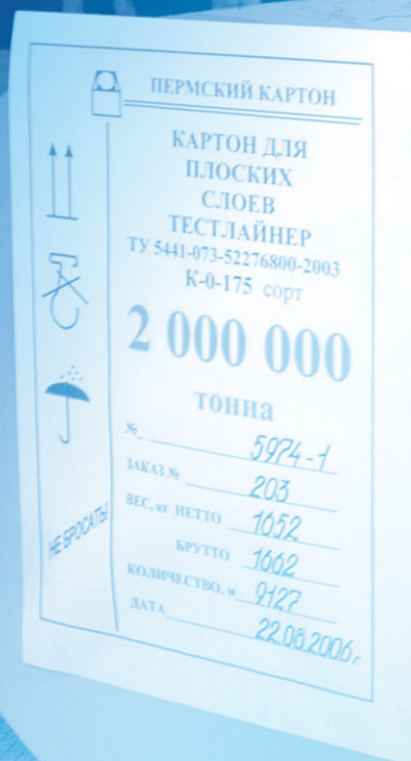 ПЕРМСКИЙ КАРТОН
КАРТОН ДЛЯ
ПЛОСКИХ
СЛОЕВ
ТЕСТЛАЙНЕР
ТУ 5441-073-52276800-2003
К-0-175 сорт
2 000 000
тонна
№ 5974-1
ЗАКАЗ № 203
ВЕС, кг НЕТТО 1652
БРУТТО 1662
КОЛИЧЕСТВО, м 9127
ДАТА 22.08.2006г.
НЕ БРОСАТЬ!